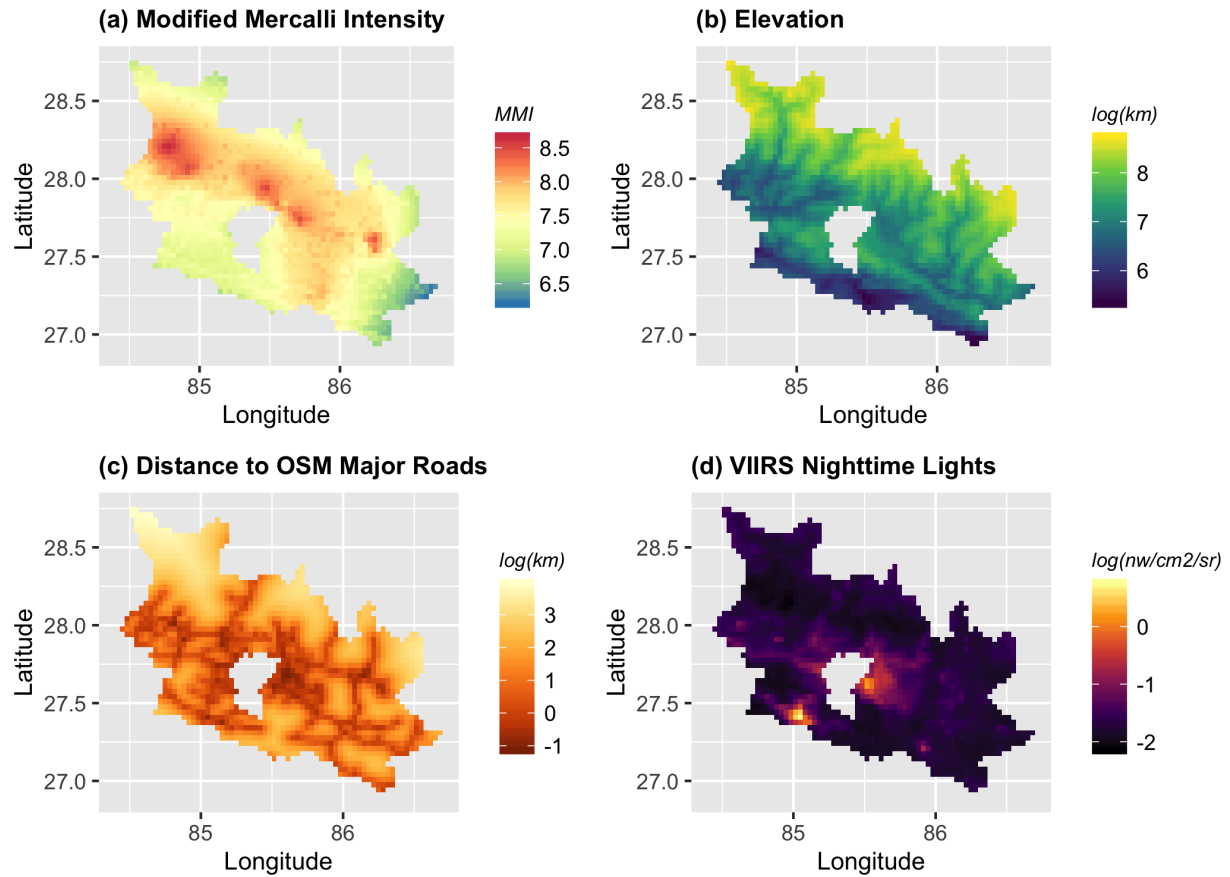 (a) Modified Mercalli Intensity
28.5
28.0
27.5
27.0
Latitude
85 86
Longitude
MMI
8.5
8.0
7.5
7.0
6.5
(b) Elevation
28.5
28.0
27.5
27.0
Latitude
85 86
Longitude
log(km)
8
7
6
(c) Distance to OSM Major Roads
28.5
28.0
27.5
27.0
Latitude
85 86
Longitude
log(km)
3
2
1
0
-1
(d) VIIRS Nighttime Lights
28.5
28.0
27.5
27.0
Latitude
85 86
Longitude
log(nw/cm2/sr)
0
-1
-2